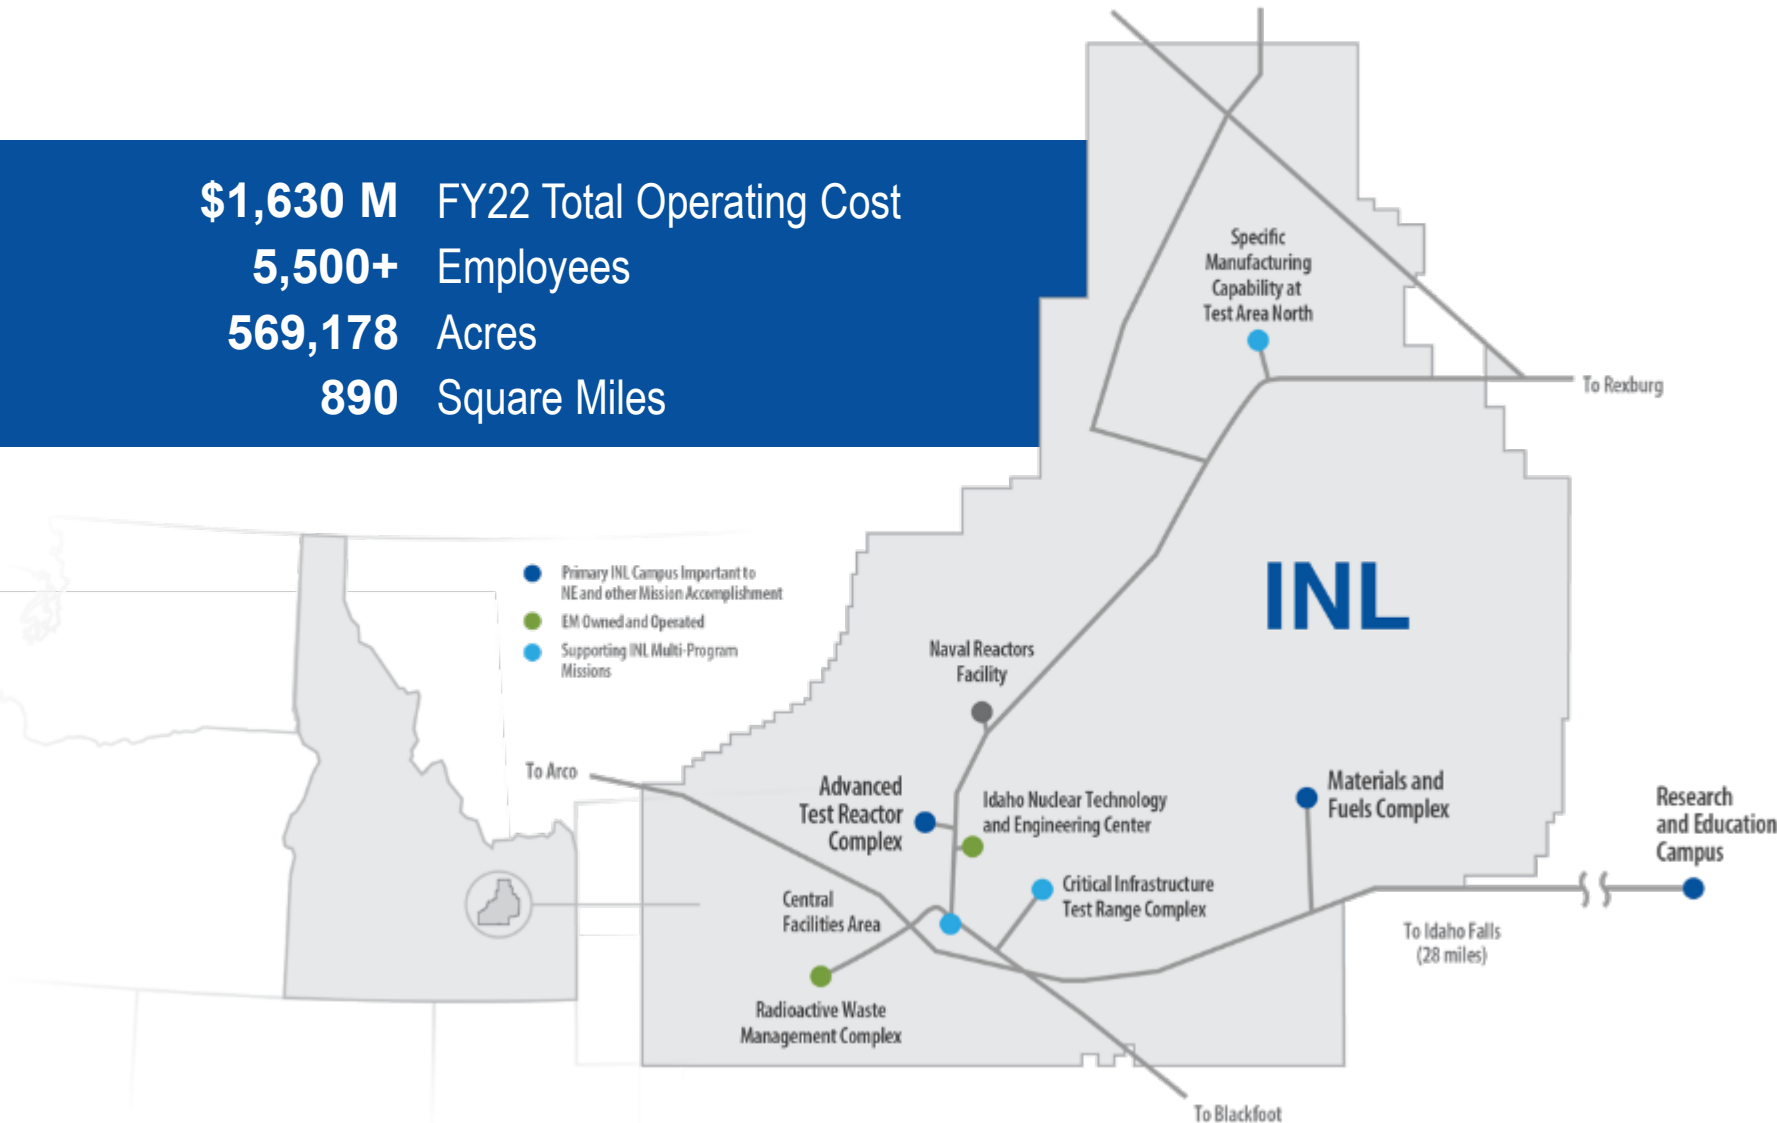 $1,630 M FY22 Total Operating Cost
5,500+ Employees
569,178 Acres
890 Square Miles
Specific
Manufacturing
Capability at
Test Area North
To Rexburg
Primary INL Campus Important to
NE and other Mission Accomplishment
EM Owned and Operated
Supporting INL Multi-Program
Missions
INL
Naval Reactors
Facility
To Arco
Advanced
Test Reactor
Complex
Idaho Nuclear Technology
and Engineering Center
Materials and
Fuels Complex
Research
and Education
Campus
Central
Facilities Area
Critical Infrastructure
Test Range Complex
To Idaho Falls
(28 miles)
Radioactive Waste
Management Complex
To Blackfoot